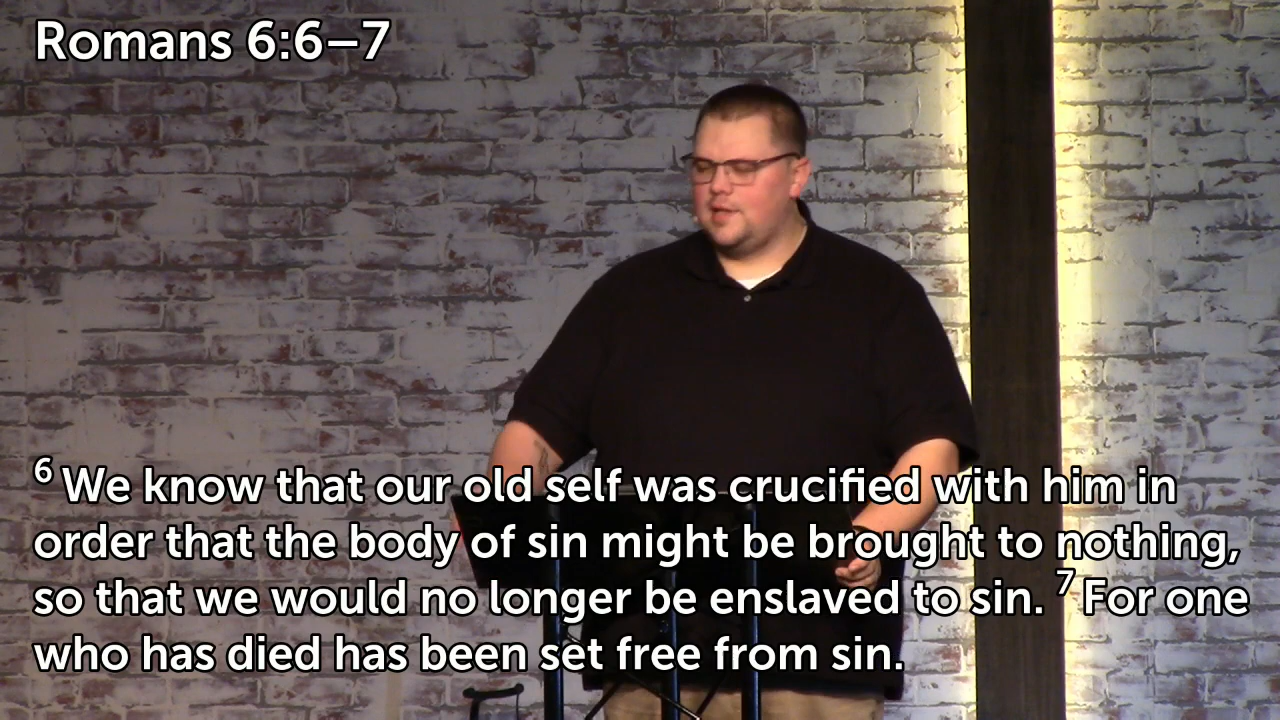 Romans 6:6–7
⁶ We know that our old self was crucified with him in
order that the body of sin might be brought to nothing,
so that we would no longer be enslaved to sin. ⁷ For one
who has died has been set free from sin.